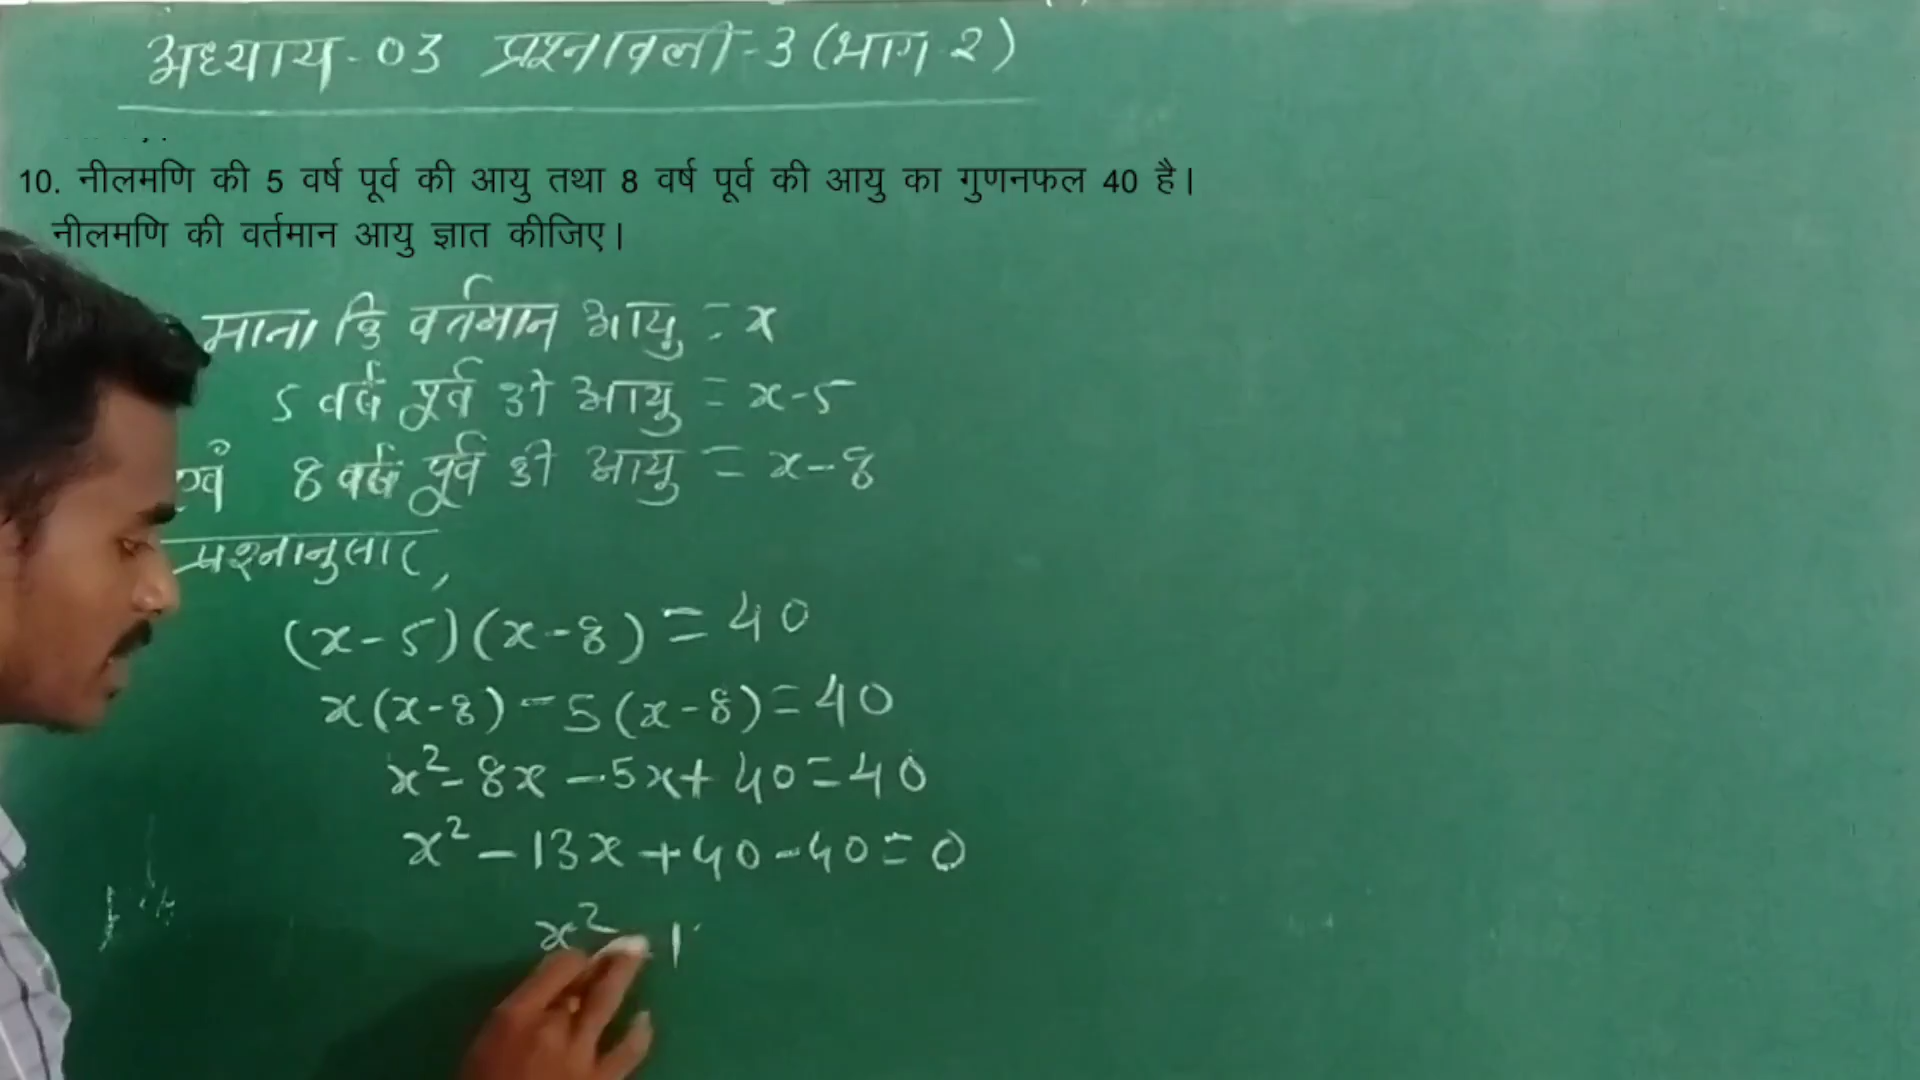 अध्याय-03 प्रश्नावली-3 (भाग 2)
10. नीलमणि की 5 वर्ष पूर्व की आयु तथा 8 वर्ष पूर्व की आयु का गुणनफल 40 है।
नीलमणि की वर्तमान आयु ज्ञात कीजिए।
माना कि वर्तमान आयु = x
5 वर्ष पूर्व की आयु = x-5
एवं 8 वर्ष पूर्व की आयु = x-8
प्रश्नानुसार,
(x-5)(x-8)=40
x(x-8)-5(x-8)=40
x²-8x-5x+40=40
x²-13x+40-40=0
x²-1